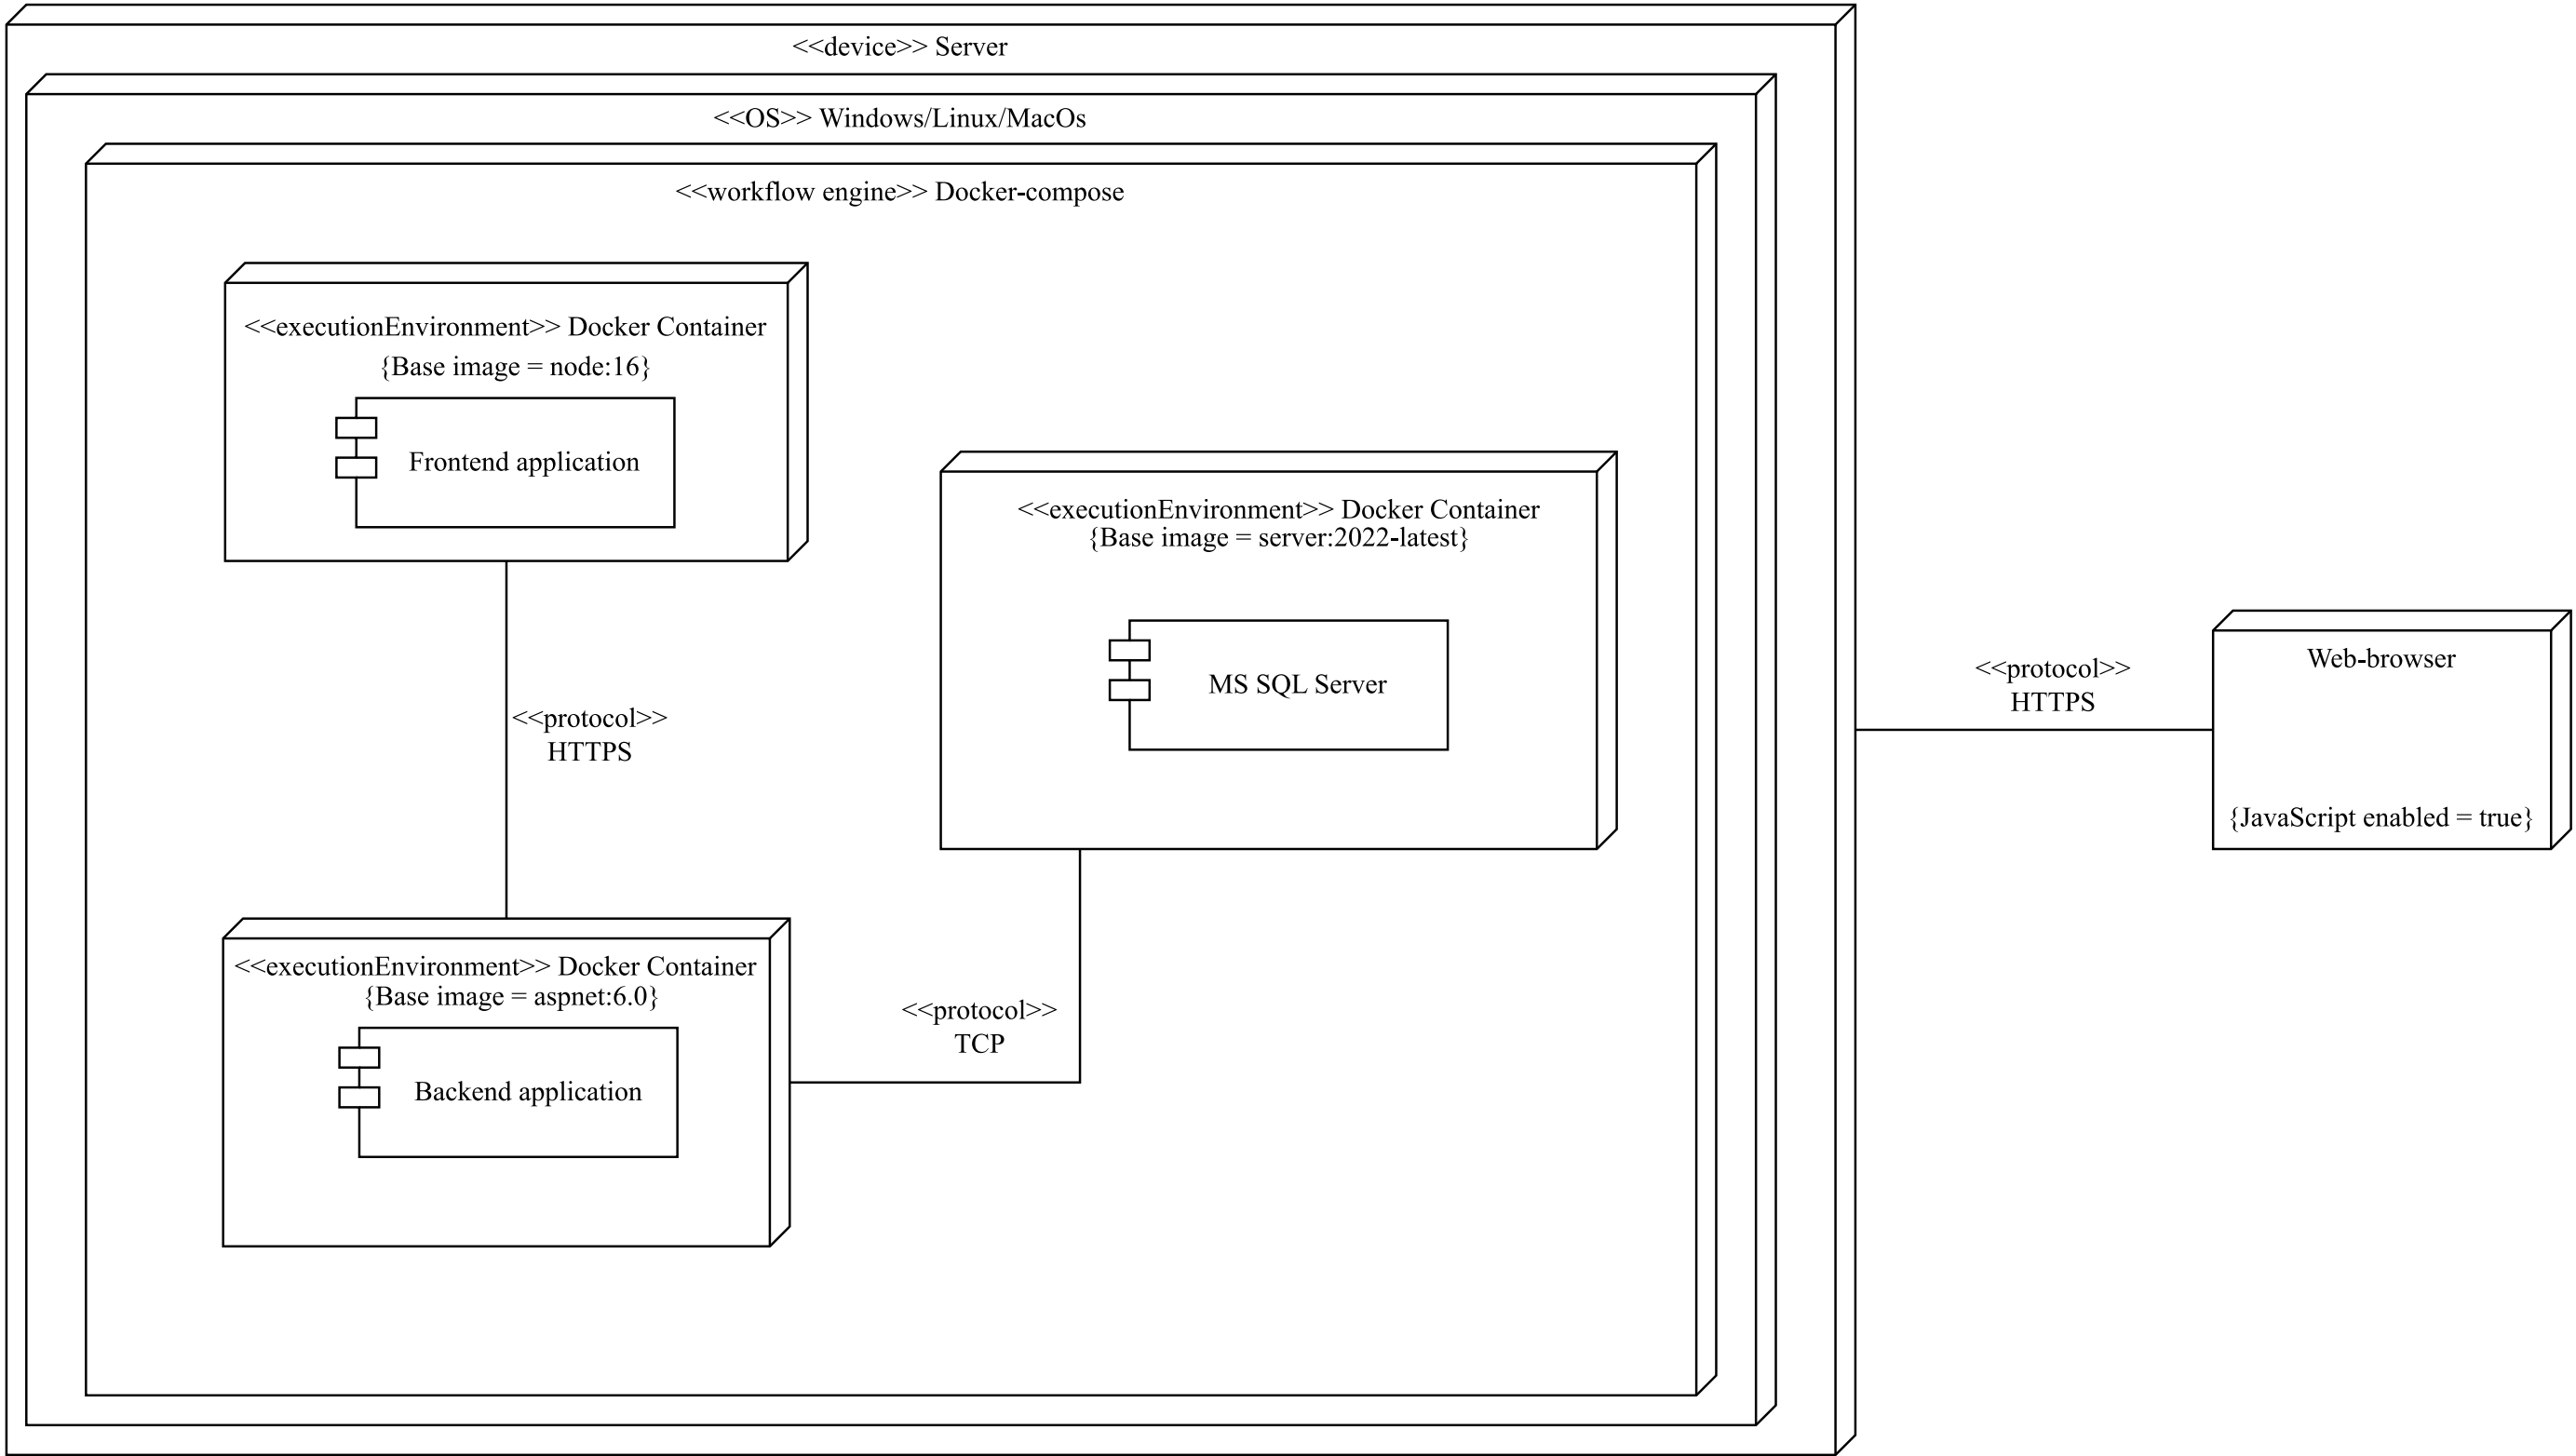 <<device>> Server
<<OS>> Windows/Linux/MacOs
<<workflow engine>> Docker-compose
<<executionEnvironment>> Docker Container
{Base image = node:16}
Frontend application
<<executionEnvironment>> Docker Container
{Base image = server:2022-latest}
MS SQL Server
<<protocol>>
HTTPS
<<protocol>>
HTTPS
Web-browser
{JavaScript enabled = true}
<<executionEnvironment>> Docker Container
{Base image = aspnet:6.0}
Backend application
<<protocol>>
TCP